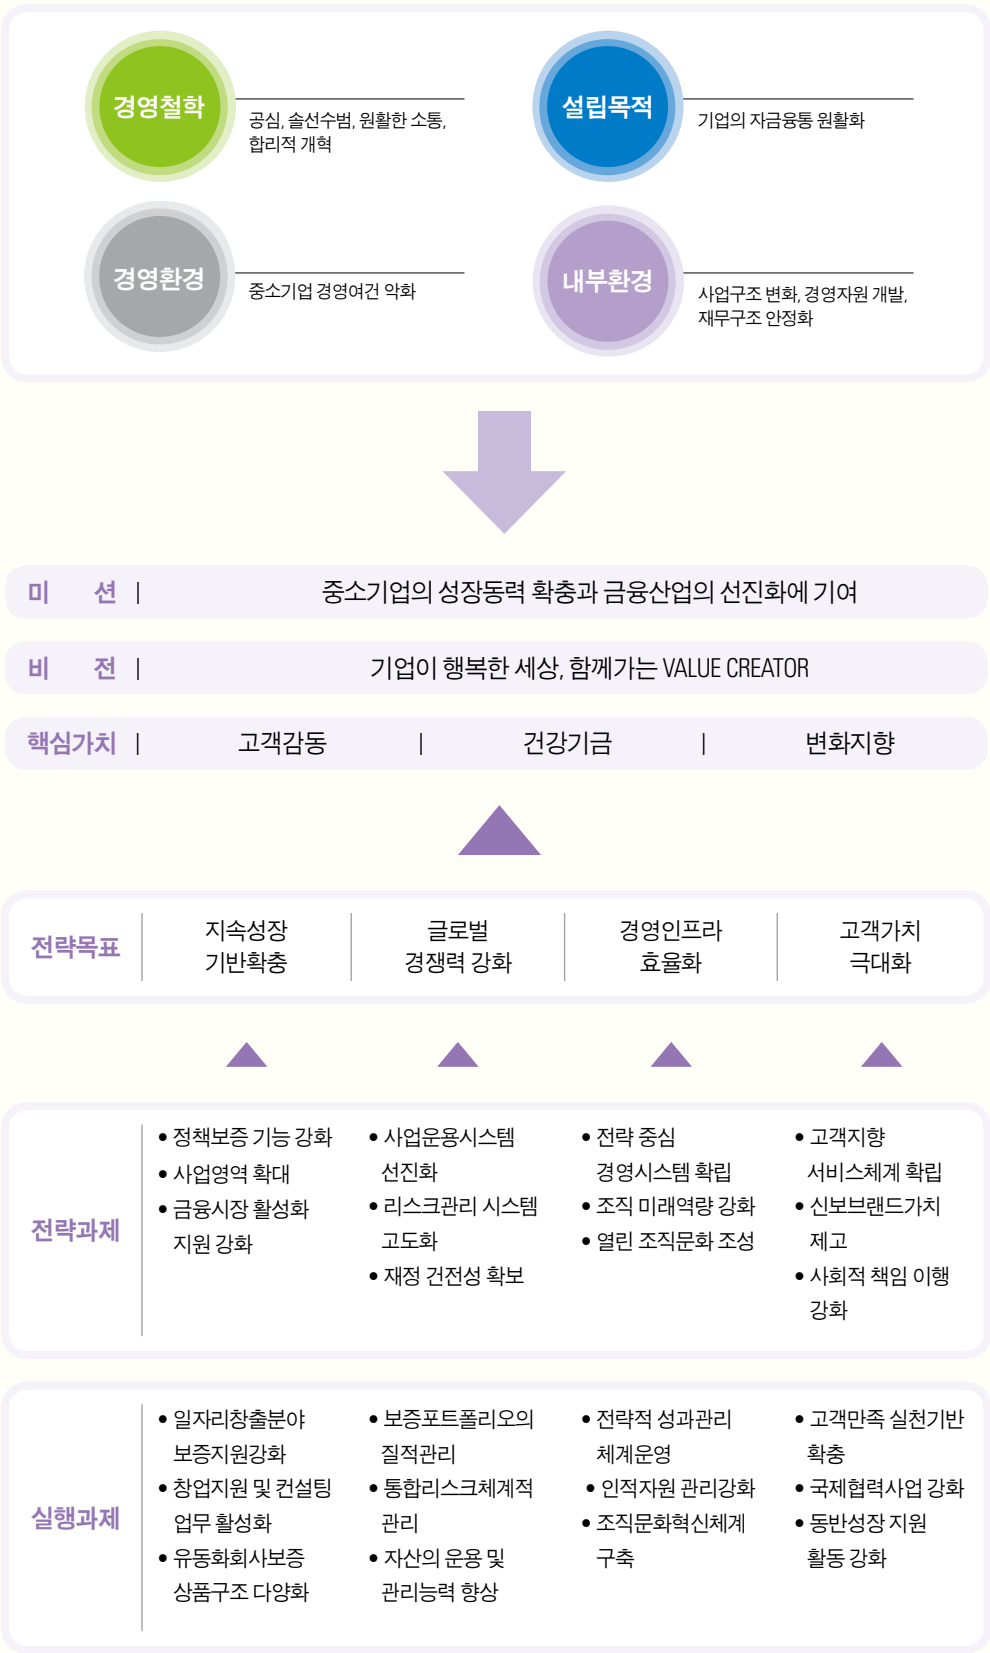 경영철학
공심, 솔선수범, 원활한 소통,
합리적 개혁
설립목적
기업의 자금융통 원활화
경영환경
중소기업 경영여건 악화
내부환경
사업구조 변화, 경영자원 개발,
재무구조 안정화
미 션 | 중소기업의 성장동력 확충과 금융산업의 선진화에 기여
비 전 | 기업이 행복한 세상, 함께가는 VALUE CREATOR
핵심가치 | 고객감동 | 건강기금 | 변화지향
전략목표
지속성장
기반확충
글로벌
경쟁력 강화
경영인프라
효율화
고객가치
극대화
전략과제
• 정책보증 기능 강화
• 사업영역 확대
• 금융시장 활성화
지원 강화
• 사업운용시스템
선진화
• 리스크관리 시스템
고도화
• 재정 건전성 확보
• 전략 중심
경영시스템 확립
• 조직 미래역량 강화
• 열린 조직문화 조성
• 고객지향
서비스체계 확립
• 신보브랜드가치
제고
• 사회적 책임 이행
강화
실행과제
• 일자리창출분야
보증지원강화
• 창업지원 및 컨설팅
업무 활성화
• 유동화회사보증
상품구조 다양화
• 보증포트폴리오의
질적관리
• 통합리스크체계적
관리
• 자산의 운용 및
관리능력 향상
• 전략적 성과관리
체계운영
• 인적자원 관리강화
• 조직문화혁신체계
구축
• 고객만족 실천기반
확충
• 국제협력사업 강화
• 동반성장 지원
활동 강화